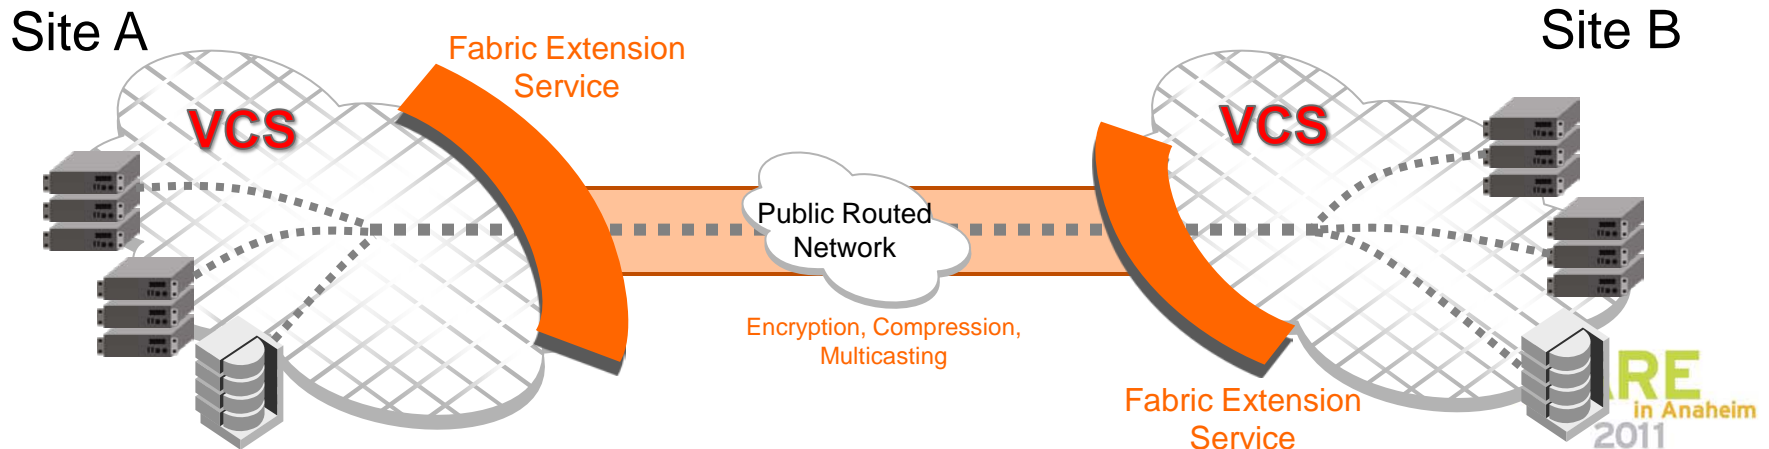 Site A
Site B
Fabric Extension
Service
VCS
VCS
Public Routed
Network
Encryption, Compression,
Multicasting
Fabric Extension
Service
in Anaheim
2011